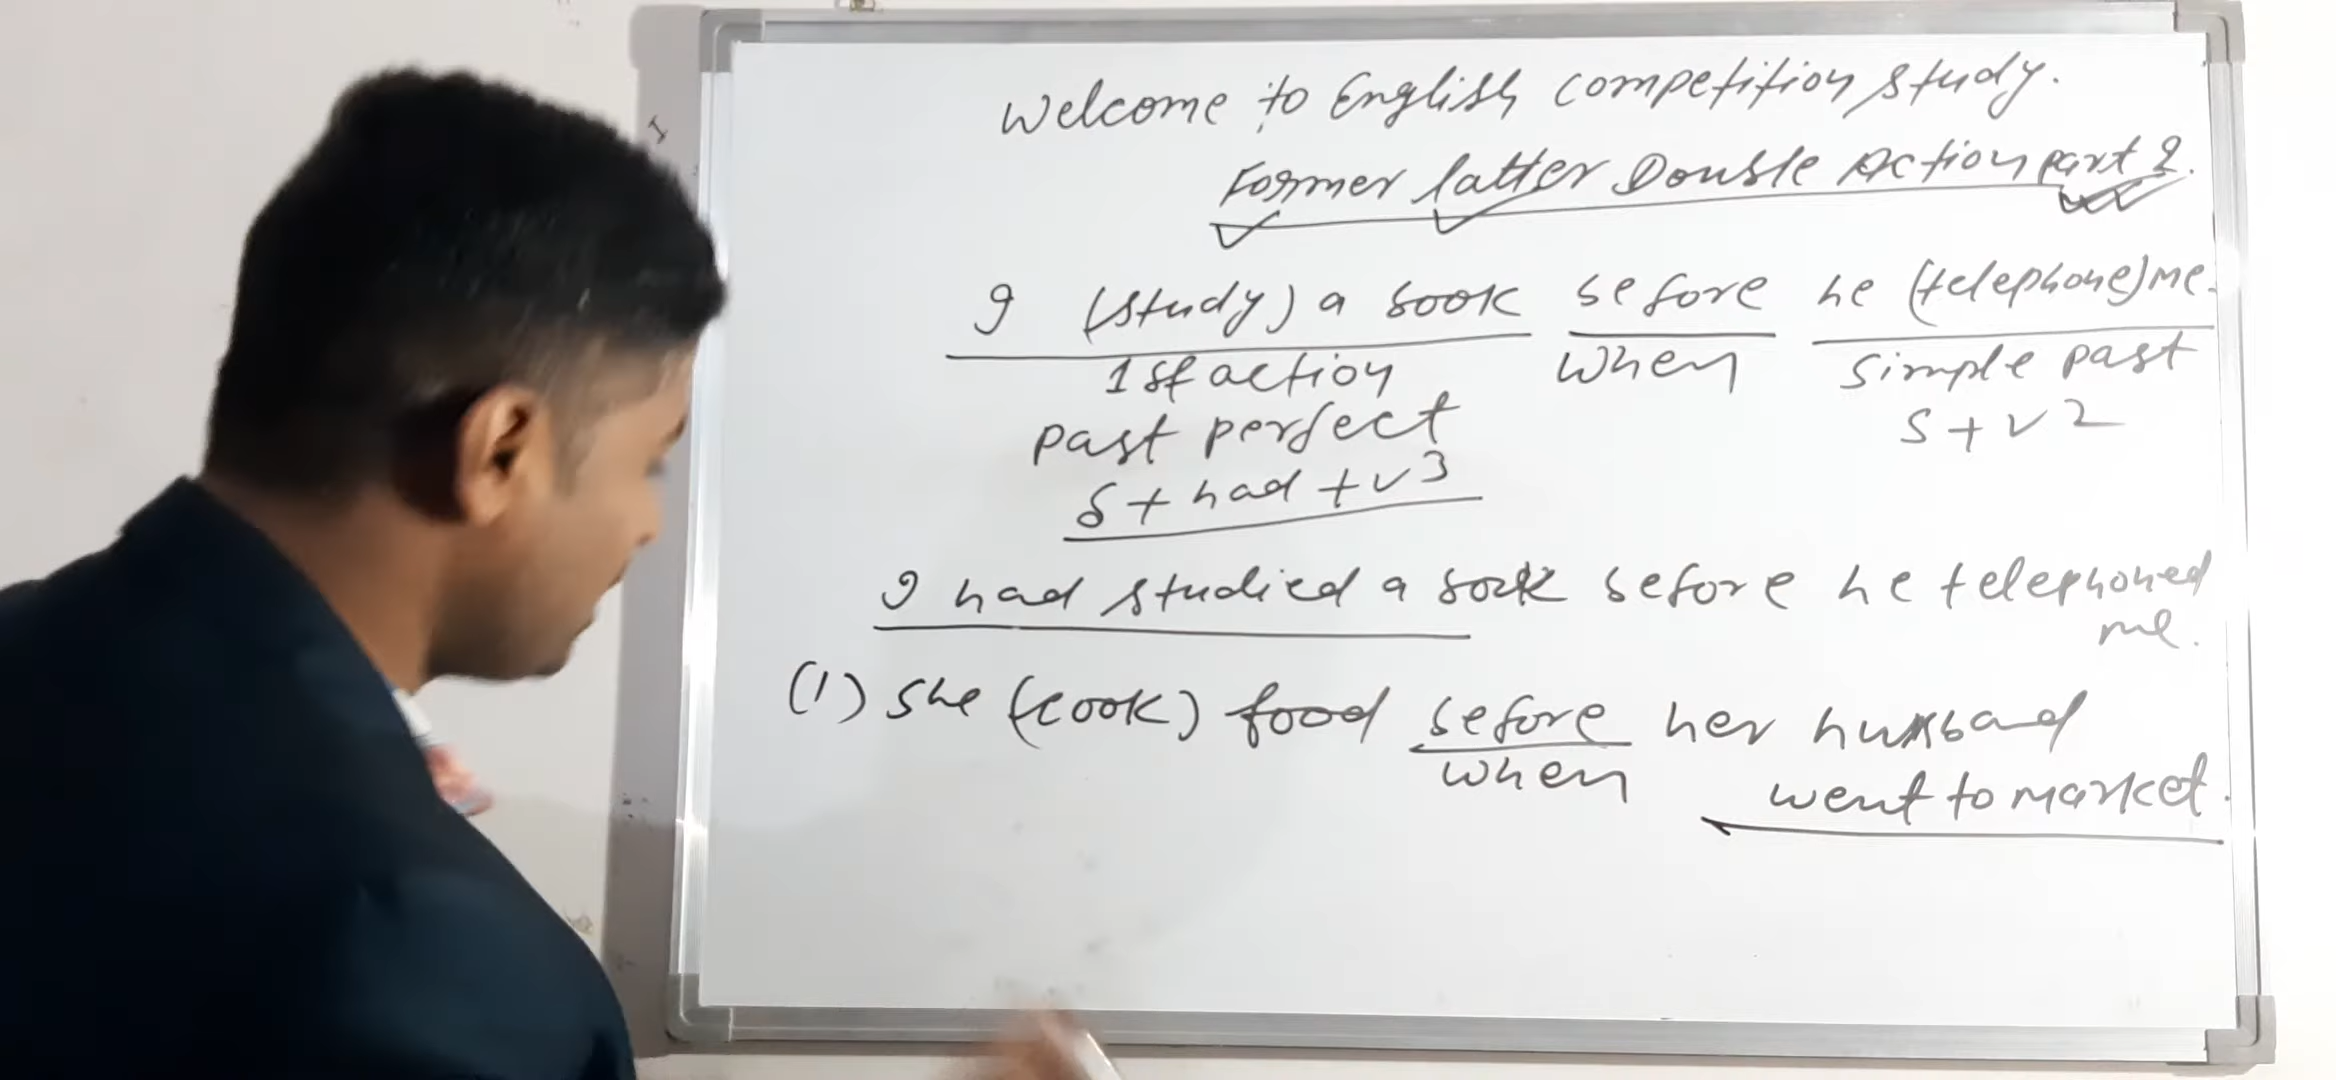 Welcome to English competition study.
Former latter Double Action part 2.
I (study) a book before he (telephone) me.
1st action when simple past
past perfect s + v2
s + had + v3
I had studied a book before he telephoned
me.
(1) She (cook) food before her husband
when went to market.